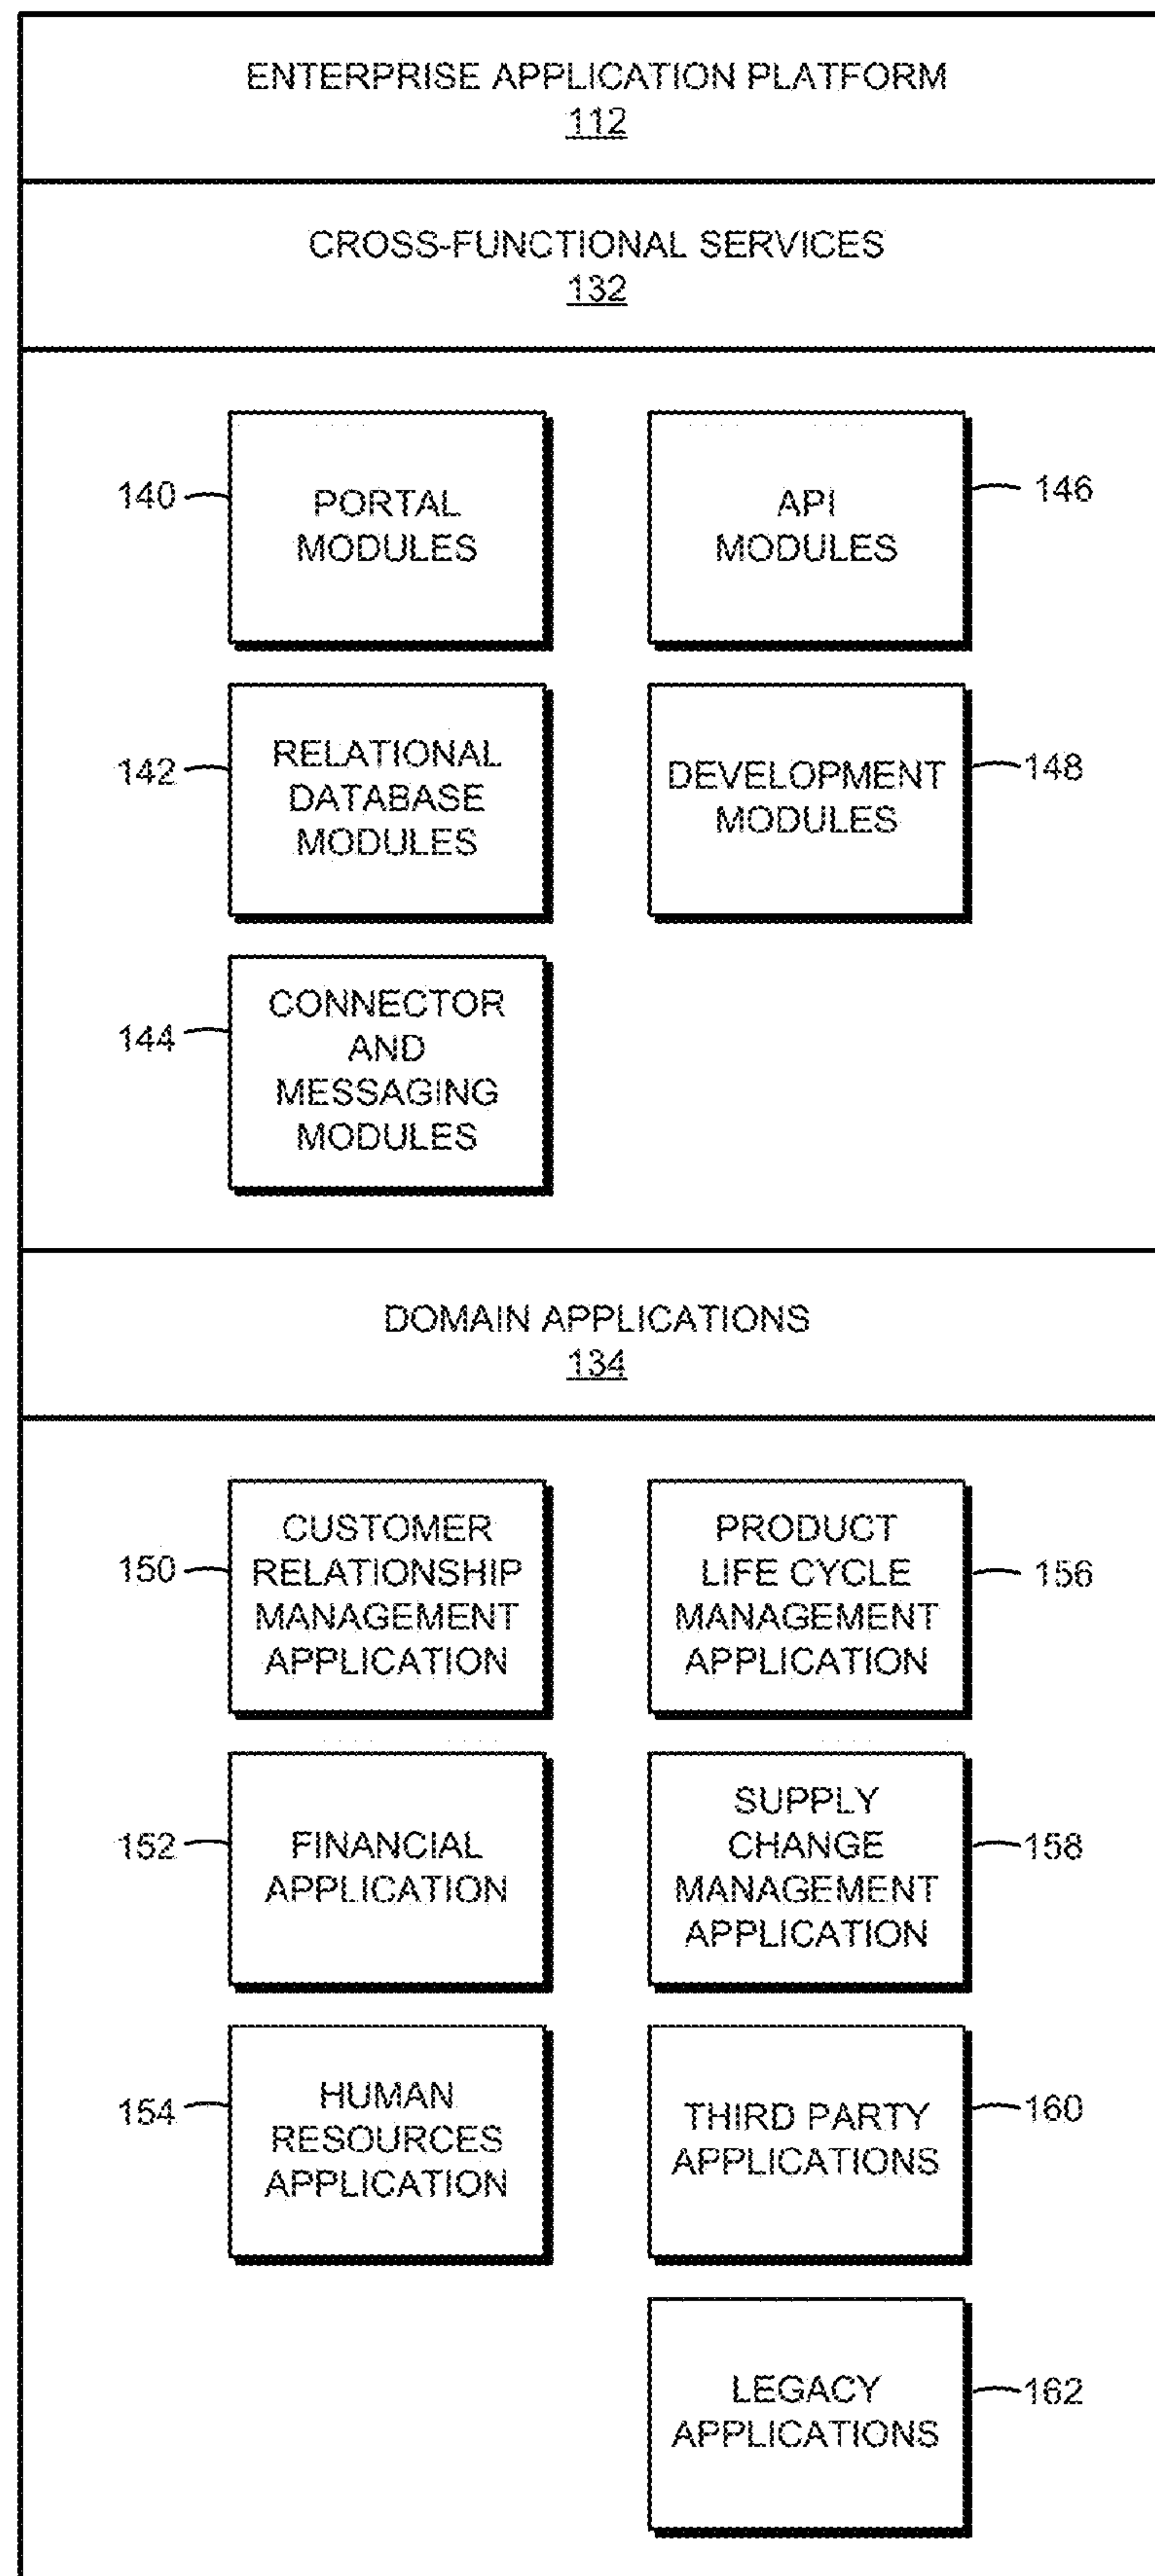 ENTERPRISE APPLICATION PLATFORM
112
CROSS-FUNCTIONAL SERVICES
132
140
PORTAL
MODULES
API
MODULES
146
142
RELATIONAL
DATABASE
MODULES
DEVELOPMENT
MODULES
148
144
CONNECTOR
AND
MESSAGING
MODULES
DOMAIN APPLICATIONS
134
150
CUSTOMER
RELATIONSHIP
MANAGEMENT
APPLICATION
PRODUCT
LIFE CYCLE
MANAGEMENT
APPLICATION
156
152
FINANCIAL
APPLICATION
SUPPLY
CHANGE
MANAGEMENT
APPLICATION
158
154
HUMAN
RESOURCES
APPLICATION
THIRD PARTY
APPLICATIONS
160
LEGACY
APPLICATIONS
162